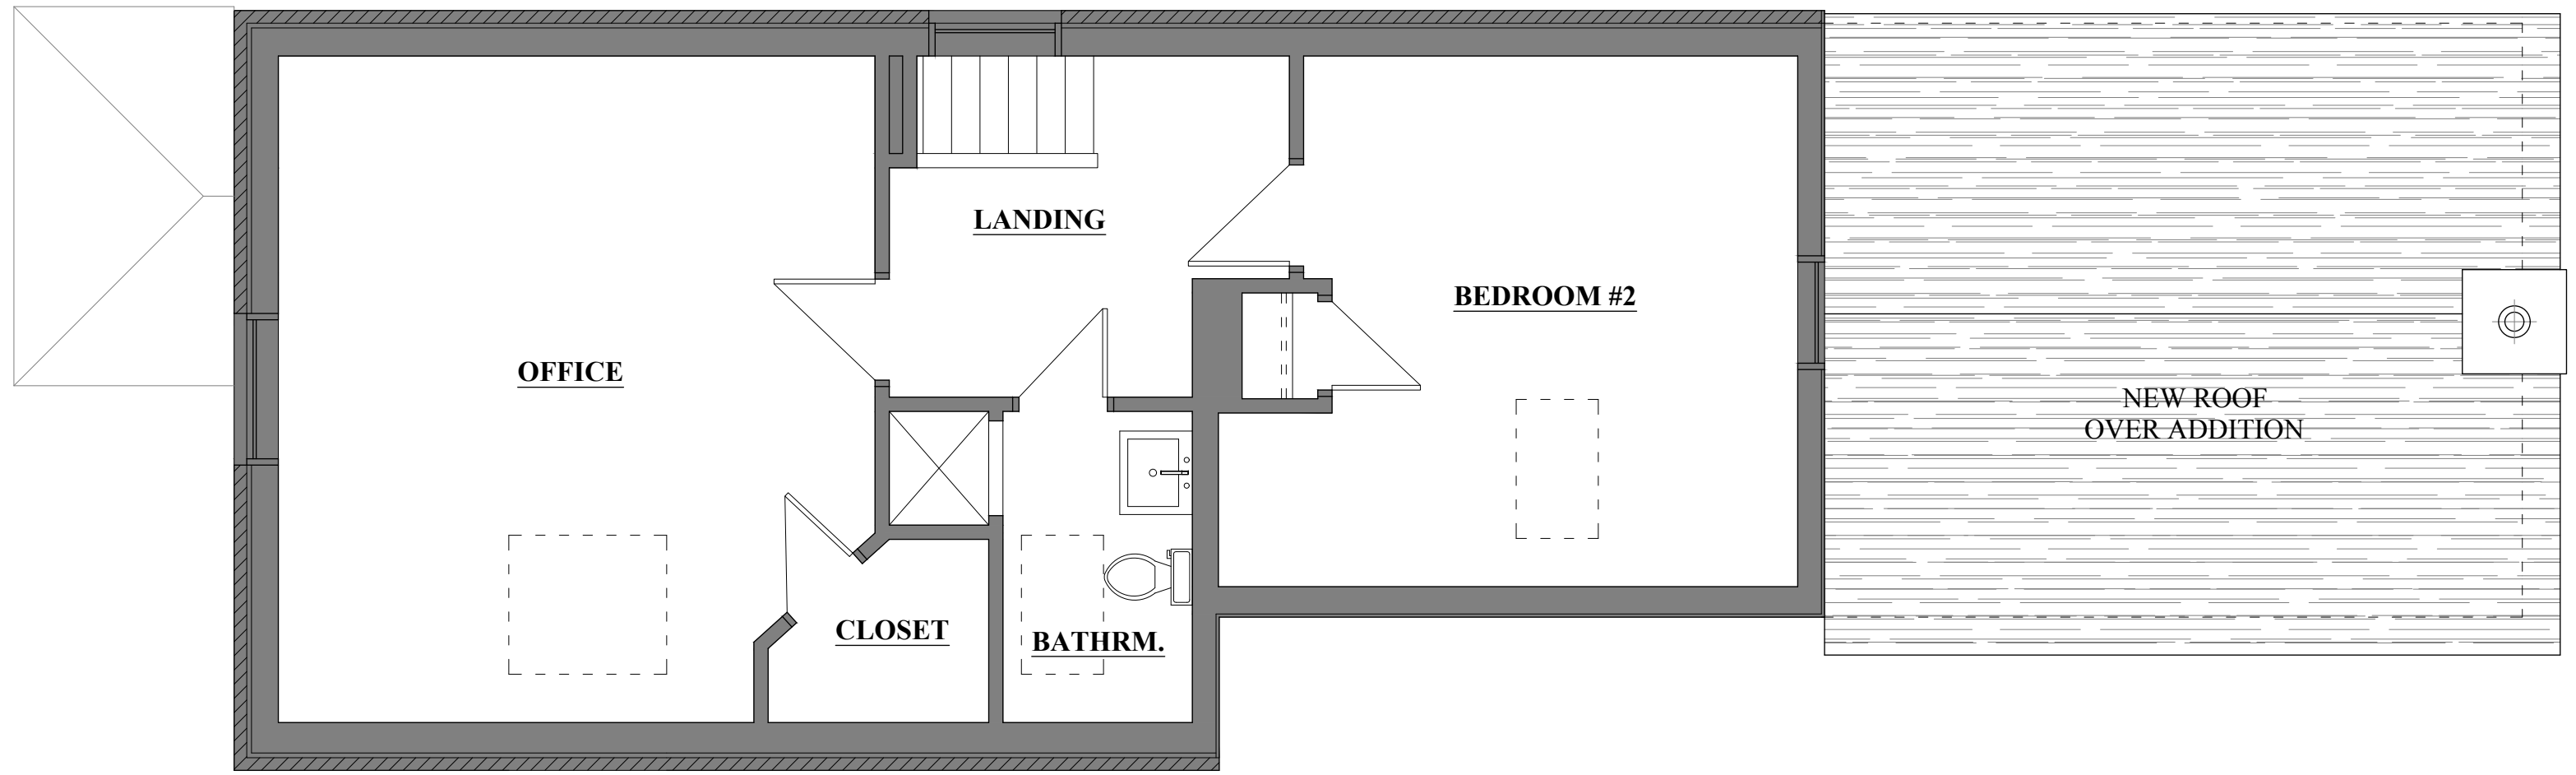 LANDING
BEDROOM #2
OFFICE
NEW ROOF
OVER ADDITION
CLOSET
BATHRM.